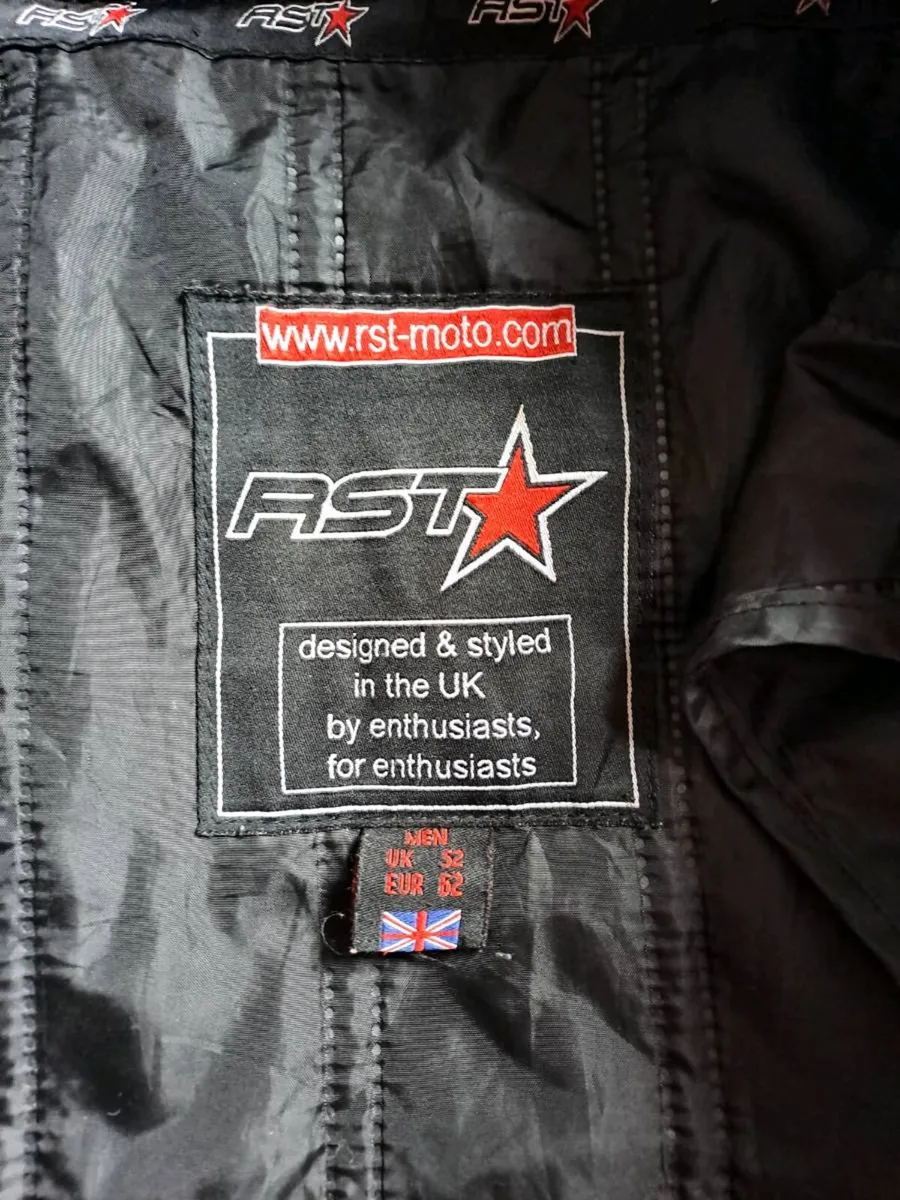 RST RST RST
www.rst-moto.com
RST
designed & styled
in the UK
by enthusiasts,
for enthusiasts
MEN
UK 52
EUR 62